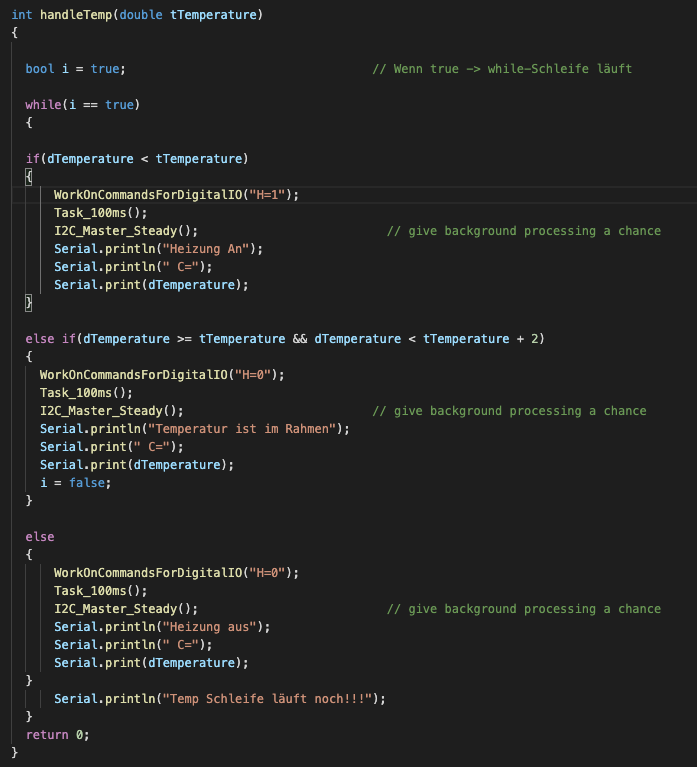 int handleTemp(double tTemperature)
{
bool i = true; // Wenn true -> while-Schleife läuft
while(i == true)
{
if(dTemperature < tTemperature)
{
WorkOnCommandsForDigitalIO("H=1");
Task_100ms();
I2C_Master_Steady(); // give background processing a chance
Serial.println("Heizung An");
Serial.println(" C=");
Serial.print(dTemperature);
}
else if(dTemperature >= tTemperature && dTemperature < tTemperature + 2)
{
WorkOnCommandsForDigitalIO("H=0");
Task_100ms();
I2C_Master_Steady(); // give background processing a chance
Serial.println("Temperatur ist im Rahmen");
Serial.print(" C=");
Serial.print(dTemperature);
i = false;
}
else
{
WorkOnCommandsForDigitalIO("H=0");
Task_100ms();
I2C_Master_Steady(); // give background processing a chance
Serial.println("Heizung aus");
Serial.println(" C=");
Serial.print(dTemperature);
}
Serial.println("Temp Schleife läuft noch!!!");
}
return 0;
}